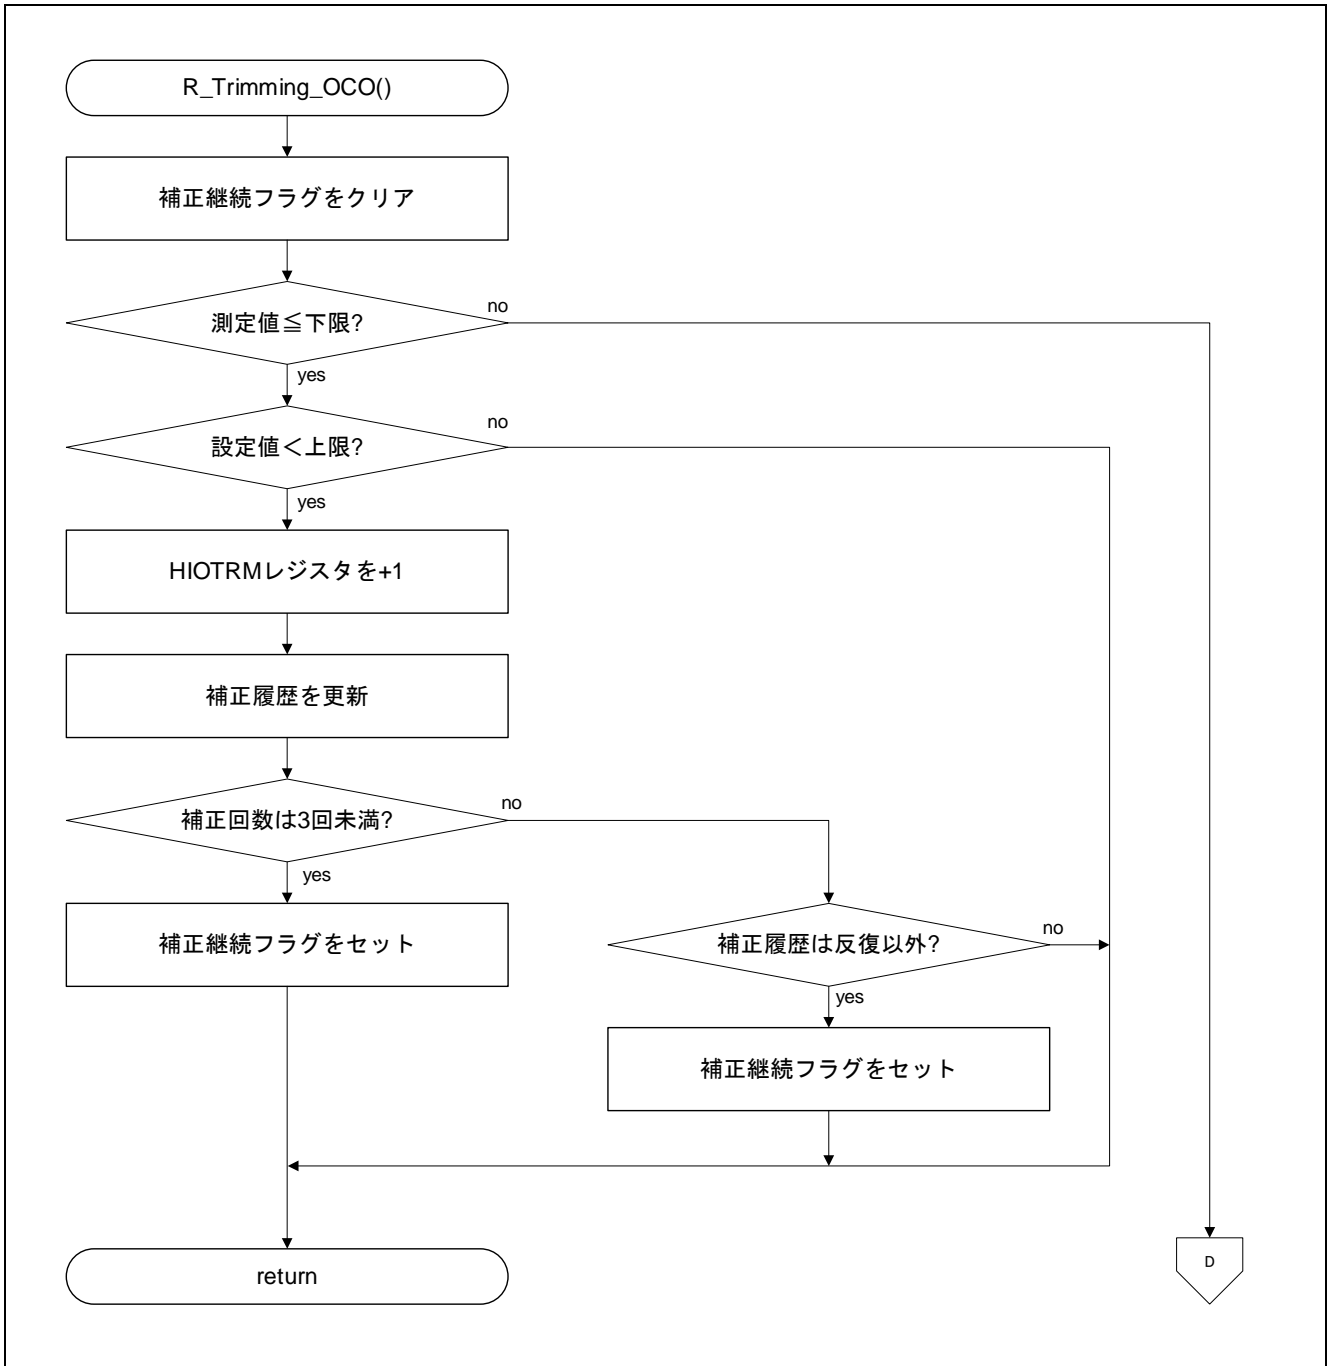 R_Trimming_OCO()
補正継続フラグをクリア
測定値≦下限?
no
yes
設定値＜上限?
no
yes
HIOTRMレジスタを+1
補正履歴を更新
補正回数は3回未満?
no
yes
補正継続フラグをセット
補正履歴は反復以外?
no
yes
補正継続フラグをセット
return
D